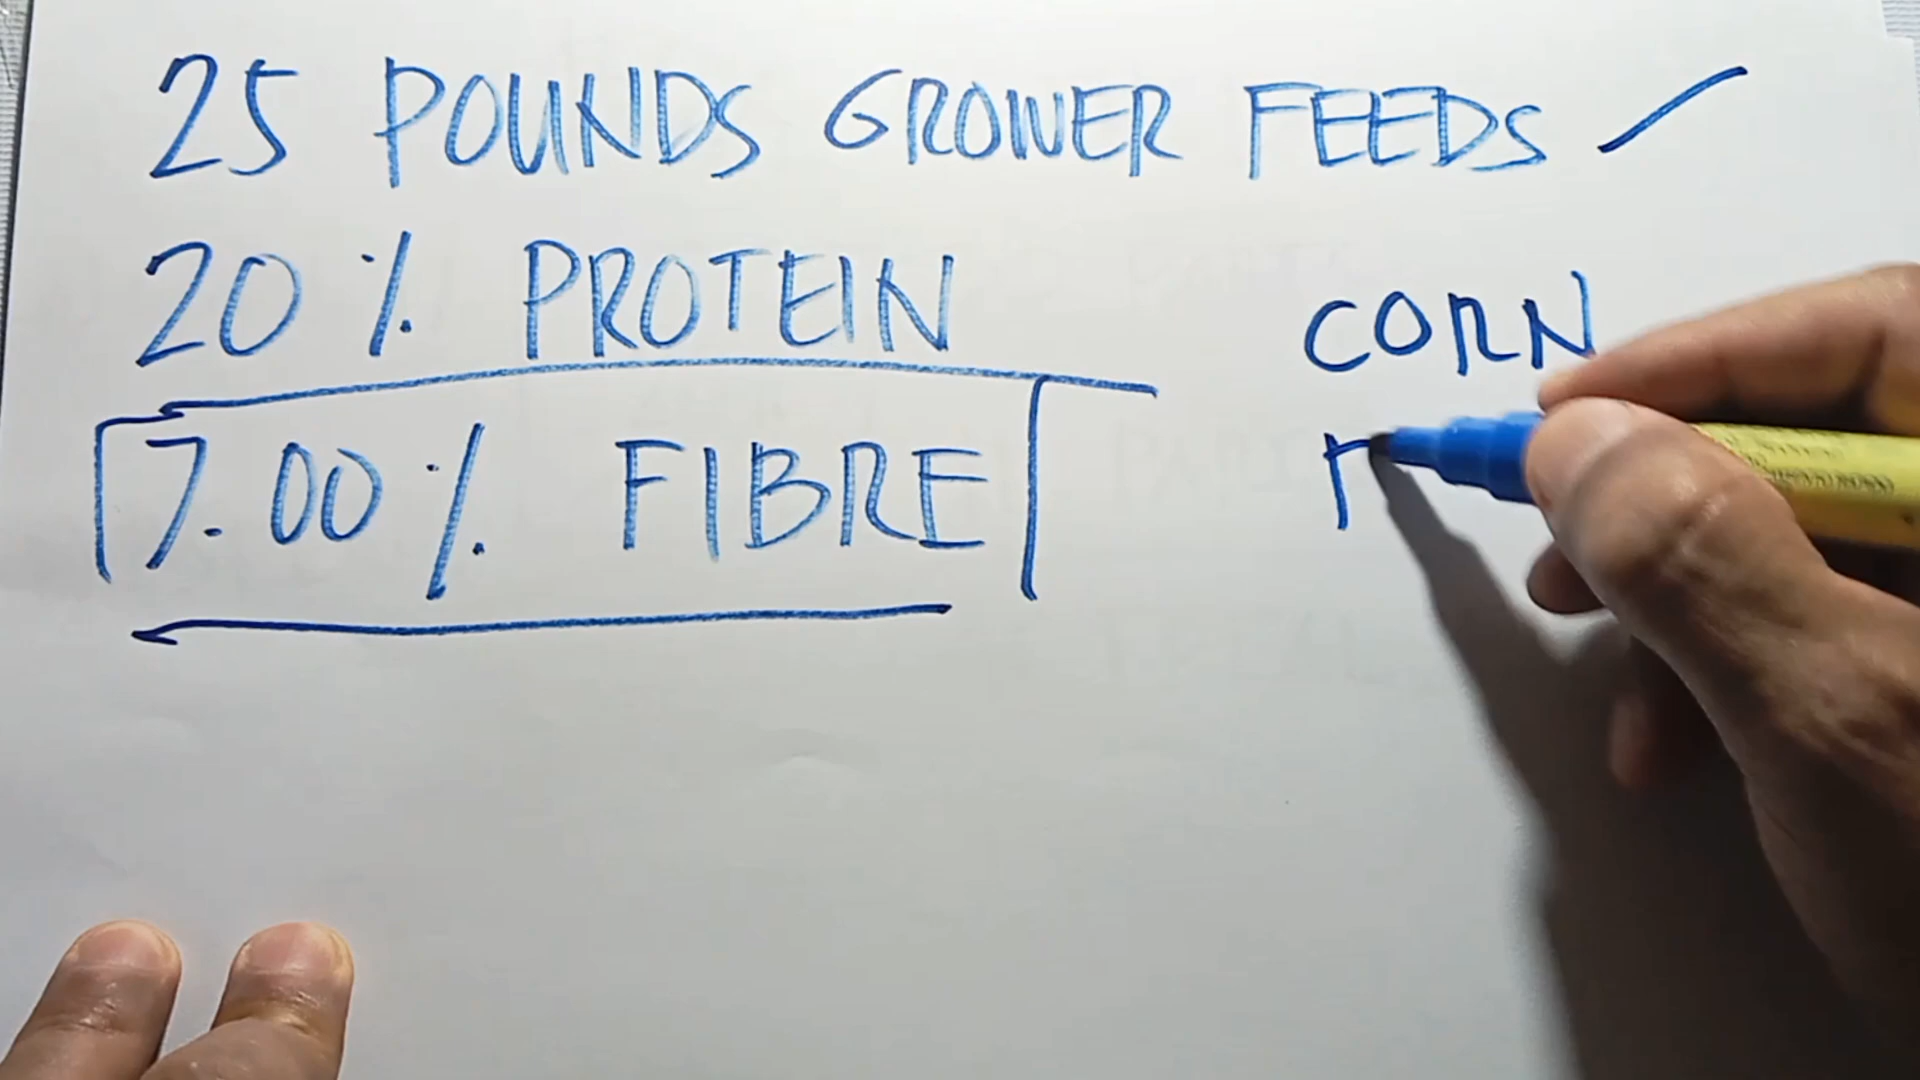 25 POUNDS GROWER FEEDS
20 % PROTEIN
CORN
7.00 % FIBRE